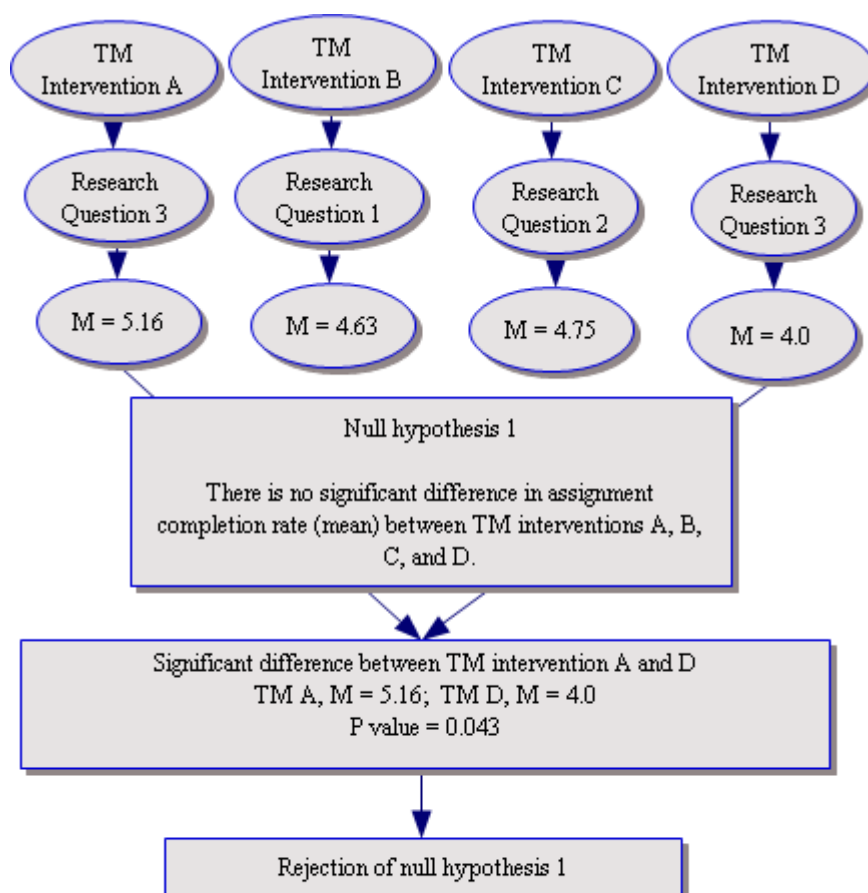 TM
Intervention A
TM
Intervention B
TM
Intervention C
TM
Intervention D
Research
Question 3
Research
Question 1
Research
Question 2
Research
Question 3
M = 5.16
M = 4.63
M = 4.75
M = 4.0
Null hypothesis 1
There is no significant difference in assignment
completion rate (mean) between TM interventions A, B,
C, and D.
Significant difference between TM intervention A and D
TM A, M = 5.16; TM D, M = 4.0
P value = 0.043
Rejection of null hypothesis 1